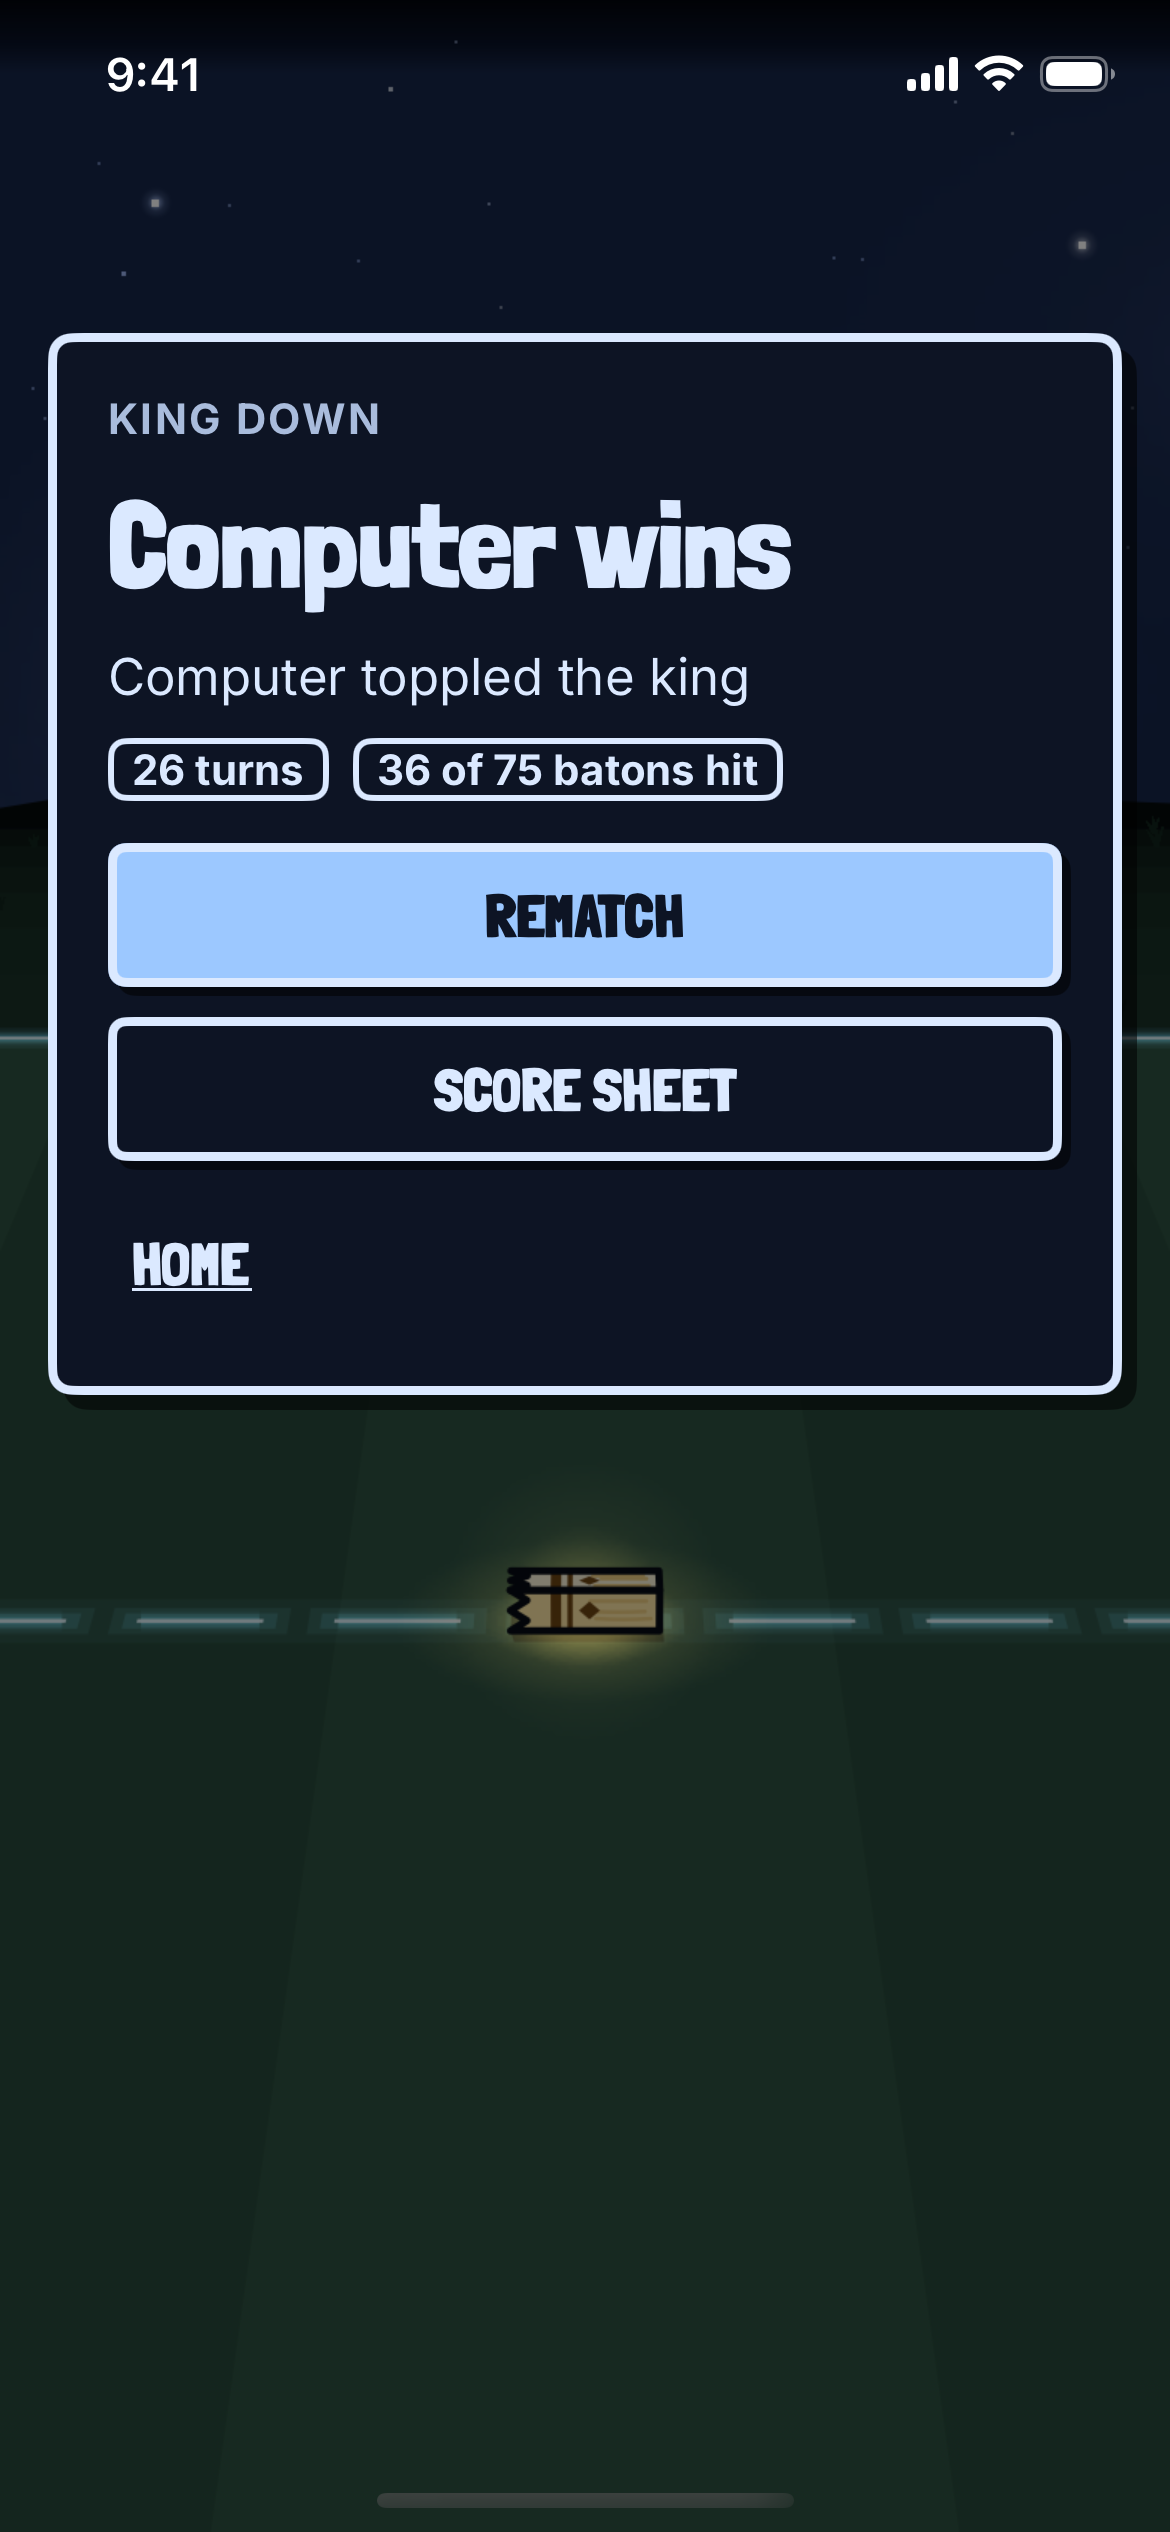 9:41
KING DOWN
Computer wins
Computer toppled the king
26 turns 36 of 75 batons hit
REMATCH
SCORE SHEET
HOME